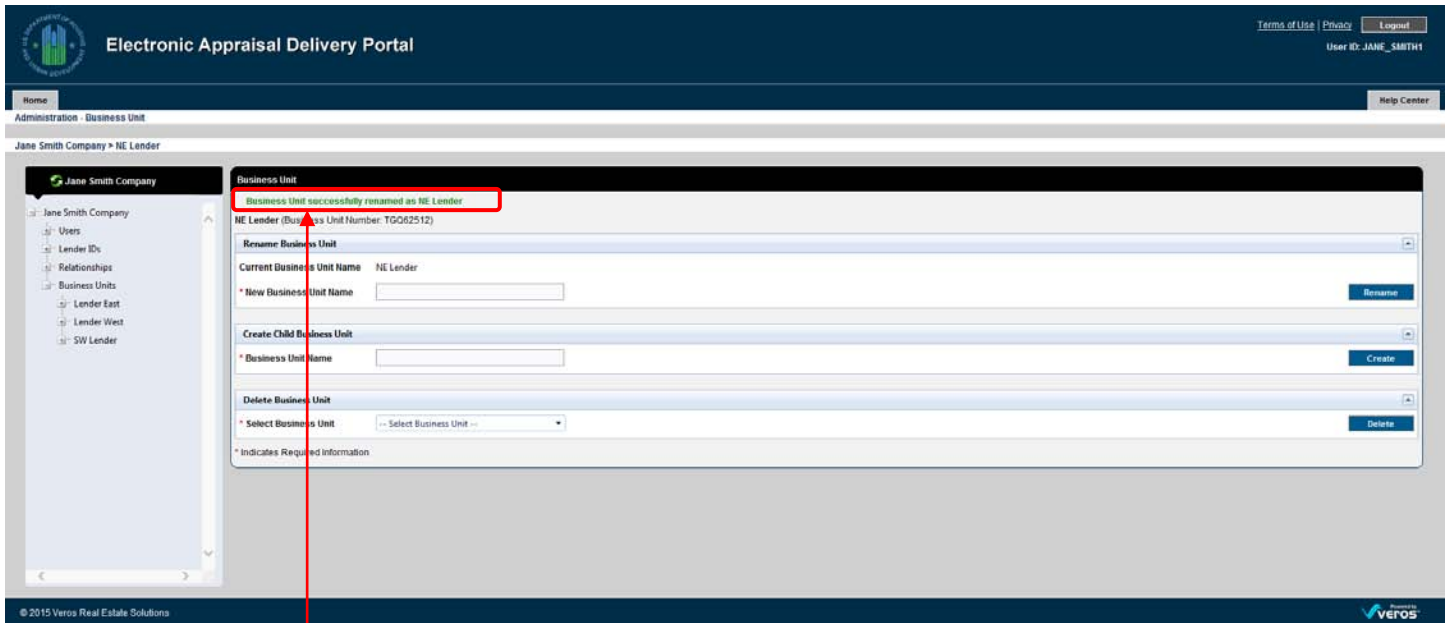 Terms of Use | Privacy Logout
Electronic Appraisal Delivery Portal
User ID: JANE_SMITH1
Home Help Center
Administration - Business Unit
Jane Smith Company > NE Lender
Jane Smith Company
Jane Smith Company
Users
Lender IDs
Relationships
Business Units
Lender East
Lender West
SW Lender
Business Unit
Business Unit successfully renamed as NE Lender
NE Lender (Business Unit Number: TGQ62512)
Rename Business Unit
Current Business Unit Name NE Lender
* New Business Unit Name Rename
Create Child Business Unit
* Business Unit Name Create
Delete Business Unit
* Select Business Unit -- Select Business Unit -- Delete
* Indicates Required Information
© 2015 Veros Real Estate Solutions
Powered by
veros